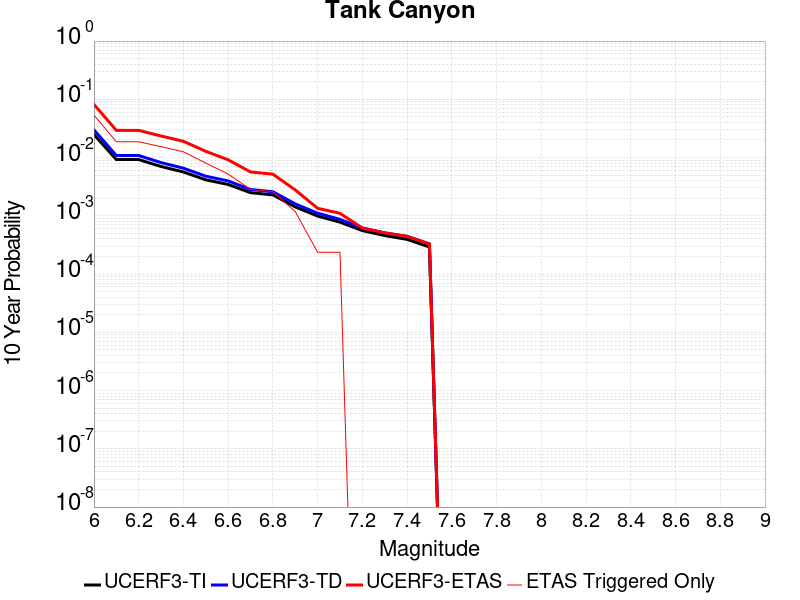 Tank Canyon
10 0
10 -1
10 -2
10 -3
10 -4
10 -5
10 -6
10 -7
10 -8
10 Year Probability
6 6.2 6.4 6.6 6.8 7 7.2 7.4 7.6 7.8 8 8.2 8.4 8.6 8.8 9
Magnitude
UCERF3-TI UCERF3-TD UCERF3-ETAS ETAS Triggered Only